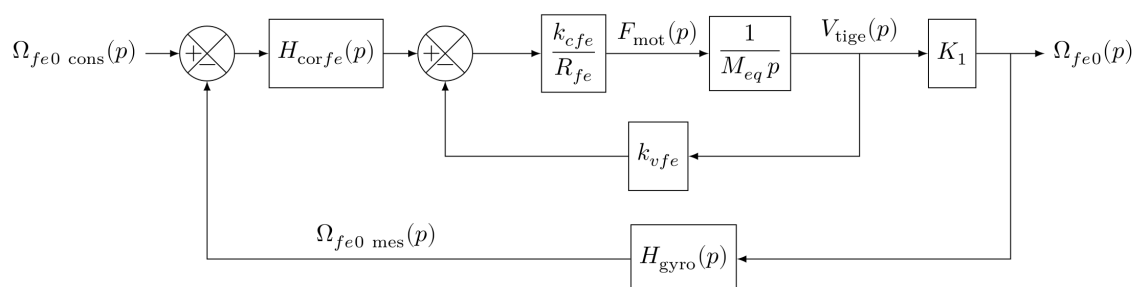 Ω_{fe0 cons}(p)
+
−
H_{corfe}(p)
+
−
k_{cfe}
R_{fe}
F_{mot}(p)
1
M_{eq} p
V_{tige}(p)
K_1
Ω_{fe0}(p)
k_{vfe}
Ω_{fe0 mes}(p)
H_{gyro}(p)